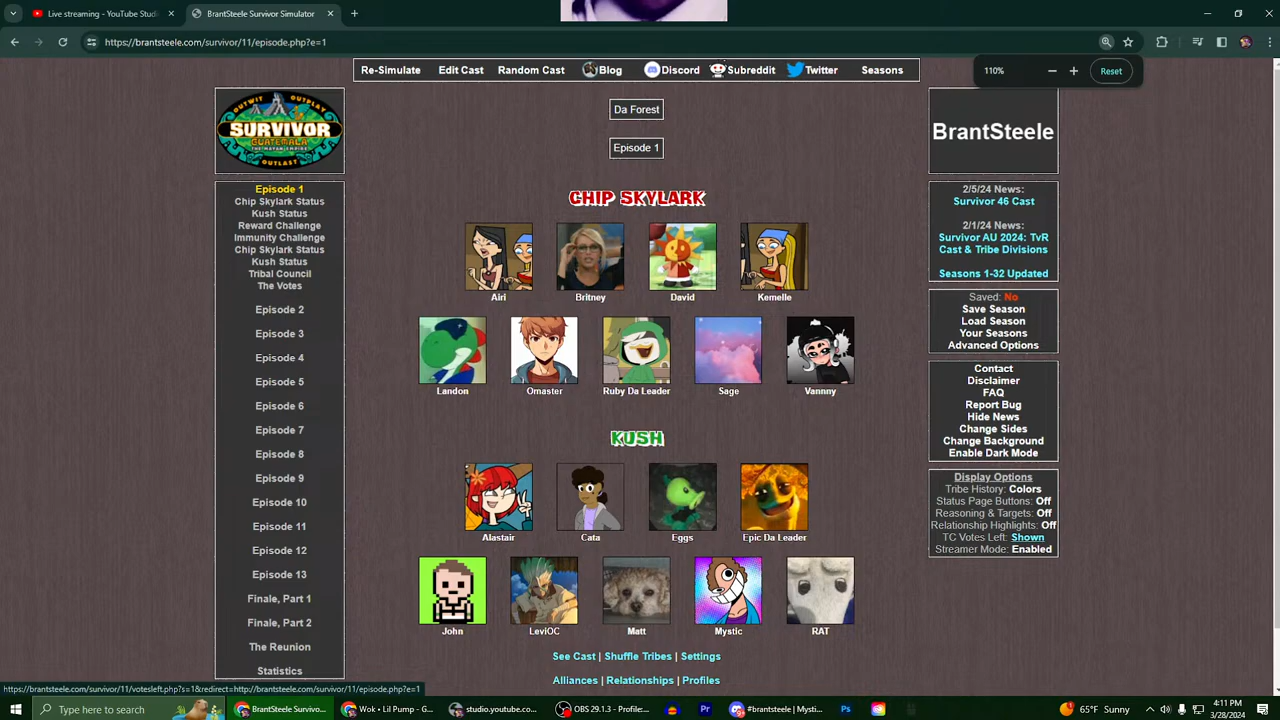 Live streaming - YouTube Studi
BrantSteele Survivor Simulator
https://brantsteele.com/survivor/11/episode.php?e=1
110%
Reset
Re-Simulate
Edit Cast
Random Cast
Blog
Discord
Subreddit
Twitter
Seasons
OUTWIT OUTPLAY
SURVIVOR
GUATEMALA
THE MAYAN EMPIRE
OUTLAST
Da Forest
Episode 1
BrantSteele
Episode 1
Chip Skylark Status
Kush Status
Reward Challenge
Immunity Challenge
Chip Skylark Status
Kush Status
Tribal Council
The Votes
Episode 2
Episode 3
Episode 4
Episode 5
Episode 6
Episode 7
Episode 8
Episode 9
Episode 10
Episode 11
Episode 12
Episode 13
Finale, Part 1
Finale, Part 2
The Reunion
Statistics
CHIP SKYLARK
Airi
Britney
David
Kemelle
Landon
Omaster
Ruby Da Leader
Sage
Vannny
KUSH
Alastair
Cata
Eggs
Epic Da Leader
John
LeviOC
Matt
Mystic
RAT
See Cast | Shuffle Tribes | Settings
Alliances | Relationships | Profiles
2/5/24 News:
Survivor 46 Cast
2/1/24 News:
Survivor AU 2024: TvR
Cast & Tribe Divisions
Seasons 1-32 Updated
Saved: No
Save Season
Load Season
Your Seasons
Advanced Options
Contact
Disclaimer
FAQ
Report Bug
Hide News
Change Sides
Change Background
Enable Dark Mode
Display Options
Tribe History: Colors
Status Page Buttons: Off
Reasoning & Targets: Off
Relationship Highlights: Off
TC Votes Left: Shown
Streamer Mode: Enabled
https://brantsteele.com/survivor/11/votesleft.php?s=1&redirect=http://brantsteele.com/survivor/11/episode.php?e=1
Type here to search
BrantSteele Survivo...
Wok • Lil Pump - G...
studio.youtube.co...
OBS 29.1.3 - Profile...
#brantsteele | Mysti...
65°F Sunny
4:11 PM
3/28/2024